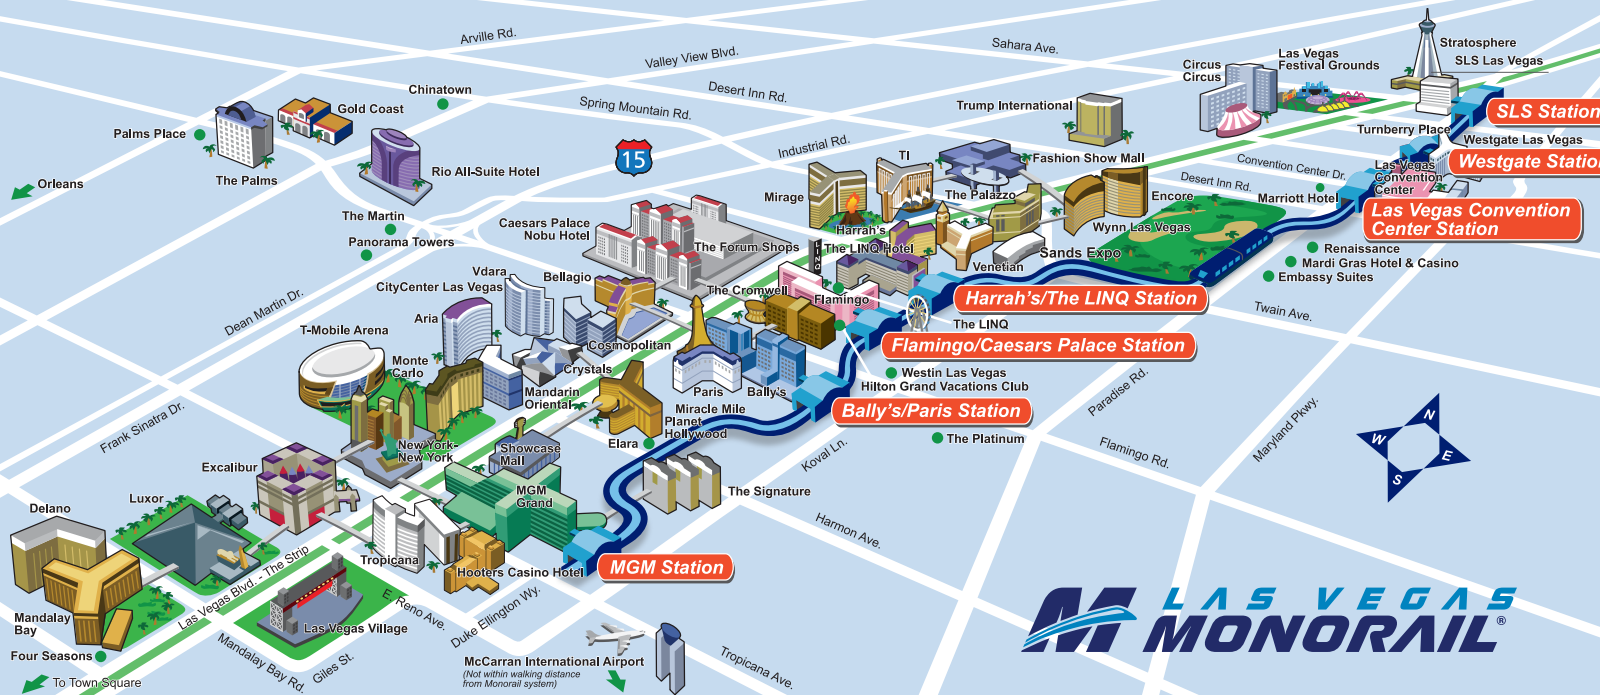 Arville Rd.
Valley View Blvd.
Sahara Ave.
Stratosphere
SLS Las Vegas
Las Vegas
Festival Grounds
Circus
Circus
Chinatown
Gold Coast
Desert Inn Rd.
Spring Mountain Rd.
Trump International
SLS Station
Palms Place
Turnberry Place
Westgate Las Vegas
Industrial Rd.
15
TI
Fashion Show Mall
Convention Center Dr.
Las Vegas
Convention
Center
Westgate Station
Rio All-Suite Hotel
The Palms
Orleans
Mirage
The Palazzo
Encore
Desert Inn Rd.
Marriott Hotel
Las Vegas Convention
Center Station
The Martin
Panorama Towers
Caesars Palace
Nobu Hotel
The Forum Shops
Harrah's
LINQ
The LINQ Hotel
Wynn Las Vegas
Sands Expo
Venetian
Renaissance
Mardi Gras Hotel & Casino
Embassy Suites
Vdara
CityCenter Las Vegas
Bellagio
The Cromwell
Flamingo
Harrah's/The LINQ Station
The LINQ
Twain Ave.
Dean Martin Dr.
Aria
T-Mobile Arena
Cosmopolitan
Flamingo/Caesars Palace Station
Monte
Carlo
Crystals
Westin Las Vegas
Hilton Grand Vacations Club
Mandarin
Oriental
Paris
Bally's
Bally's/Paris Station
Paradise Rd.
Maryland Pkwy.
Miracle Mile
Planet
Hollywood
Elara
The Platinum
Koval Ln.
Flamingo Rd.
N
W
E
S
Frank Sinatra Dr.
New York-
New York
Showcase
Mall
Excalibur
MGM
Grand
The Signature
Luxor
Delano
Harmon Ave.
Tropicana
Hooters Casino Hotel
MGM Station
Las Vegas Blvd. - The Strip
E. Reno Ave.
Duke Ellington Wy.
Mandalay
Bay
Las Vegas Village
Four Seasons
To Town Square
Mandalay Bay Rd.
Giles St.
McCarran International Airport
(Not within walking distance
from Monorail system)
Tropicana Ave.
LAS VEGAS
MONORAIL®